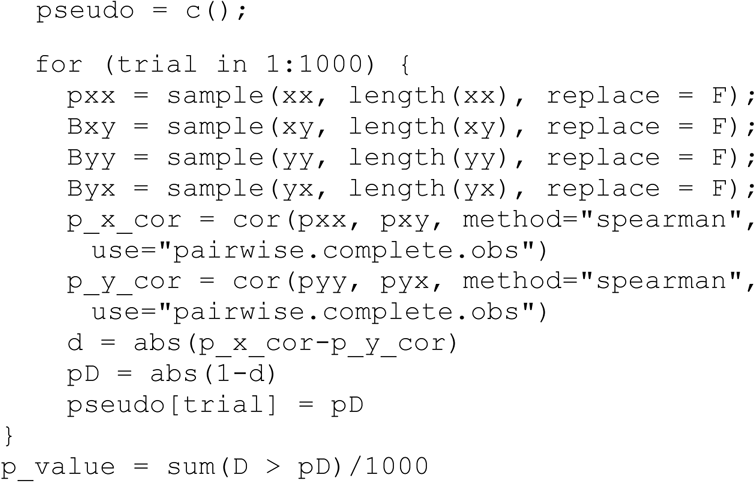 pseudo = c();
for (trial in 1:1000) {
pxx = sample(xx, length(xx), replace = F);
Bxy = sample(xy, length(xy), replace = F);
Byy = sample(yy, length(yy), replace = F);
Byx = sample(yx, length(yx), replace = F);
p_x_cor = cor(pxx, pxy, method="spearman",
use="pairwise.complete.obs")
p_y_cor = cor(pyy, pyx, method="spearman",
use="pairwise.complete.obs")
d = abs(p_x_cor-p_y_cor)
pD = abs(1-d)
pseudo[trial] = pD
}
p_value = sum(D > pD)/1000